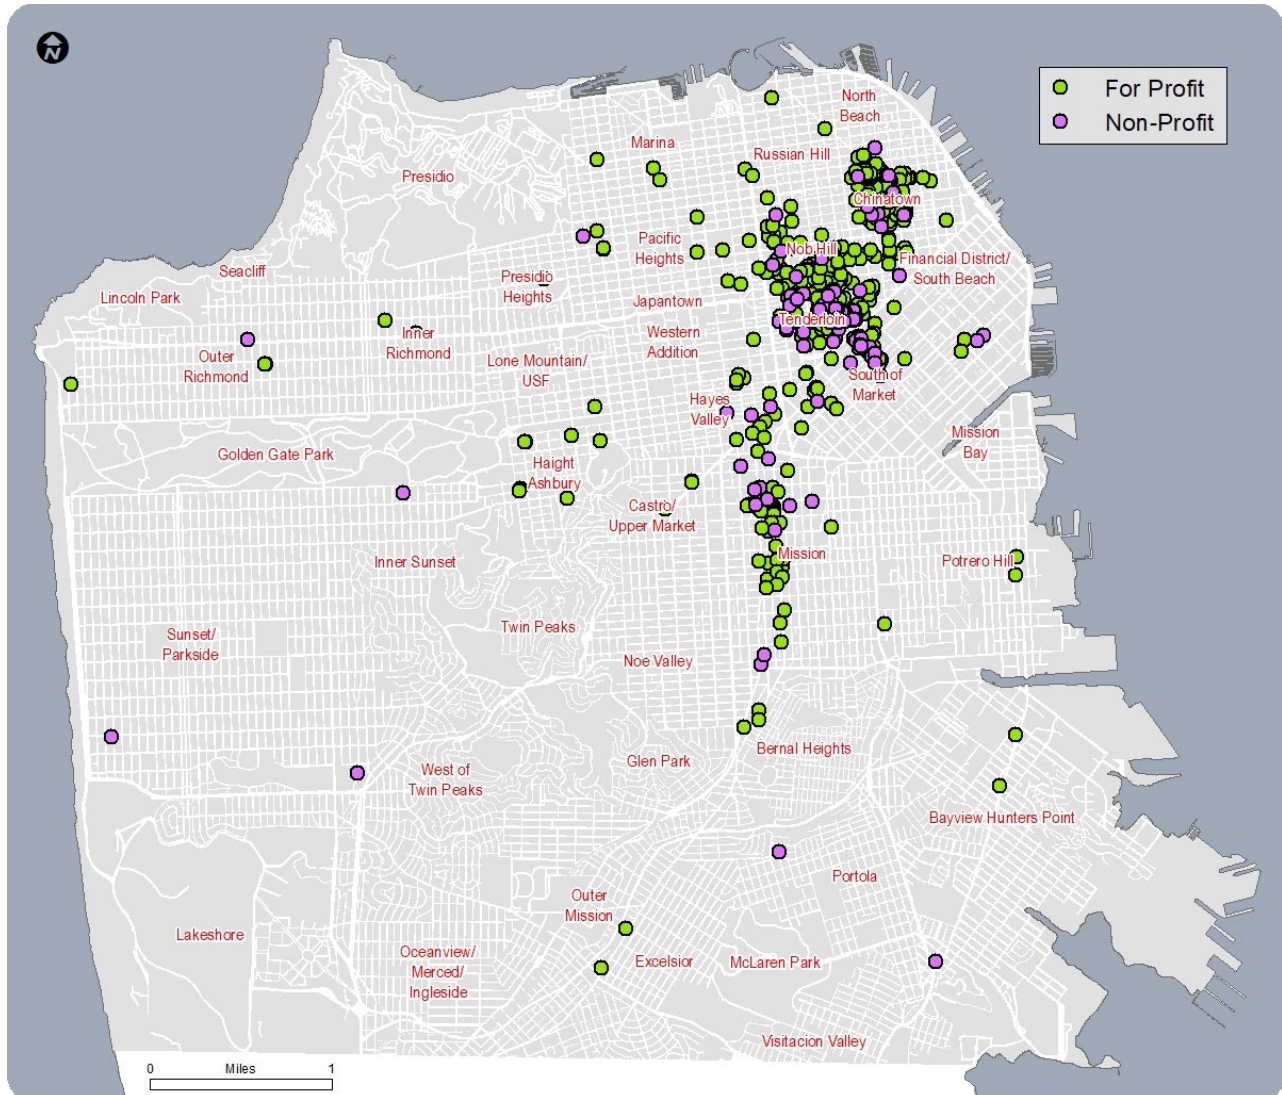 N
For Profit
Non-Profit
North
Beach
Marina
Russian Hill
Presidio
Chinatown
Pacific
Heights
Nob Hill
Financial District/
South Beach
Seacliff
Presidio
Heights
Lincoln Park
Japantown
Tenderloin
Inner
Richmond
Western
Addition
Outer
Richmond
Lone Mountain/
USF
South of
Market
Hayes
Valley
Mission
Bay
Golden Gate Park
Haight
Ashbury
Castro/
Upper Market
Mission
Inner Sunset
Potrero Hill
Twin Peaks
Sunset/
Parkside
Noe Valley
Bernal Heights
Glen Park
West of
Twin Peaks
Bayview Hunters Point
Portola
Outer
Mission
Lakeshore
Oceanview/
Merced/
Ingleside
Excelsior
McLaren Park
Visitacion Valley
0 Miles 1